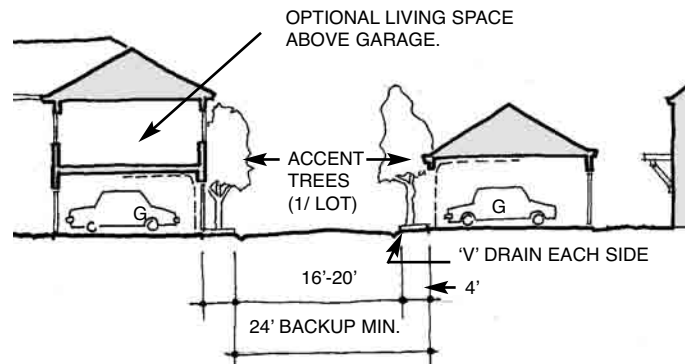 OPTIONAL LIVING SPACE
ABOVE GARAGE.
ACCENT
TREES
(1/ LOT)
G
G
'V' DRAIN EACH SIDE
16'-20'
4'
24' BACKUP MIN.